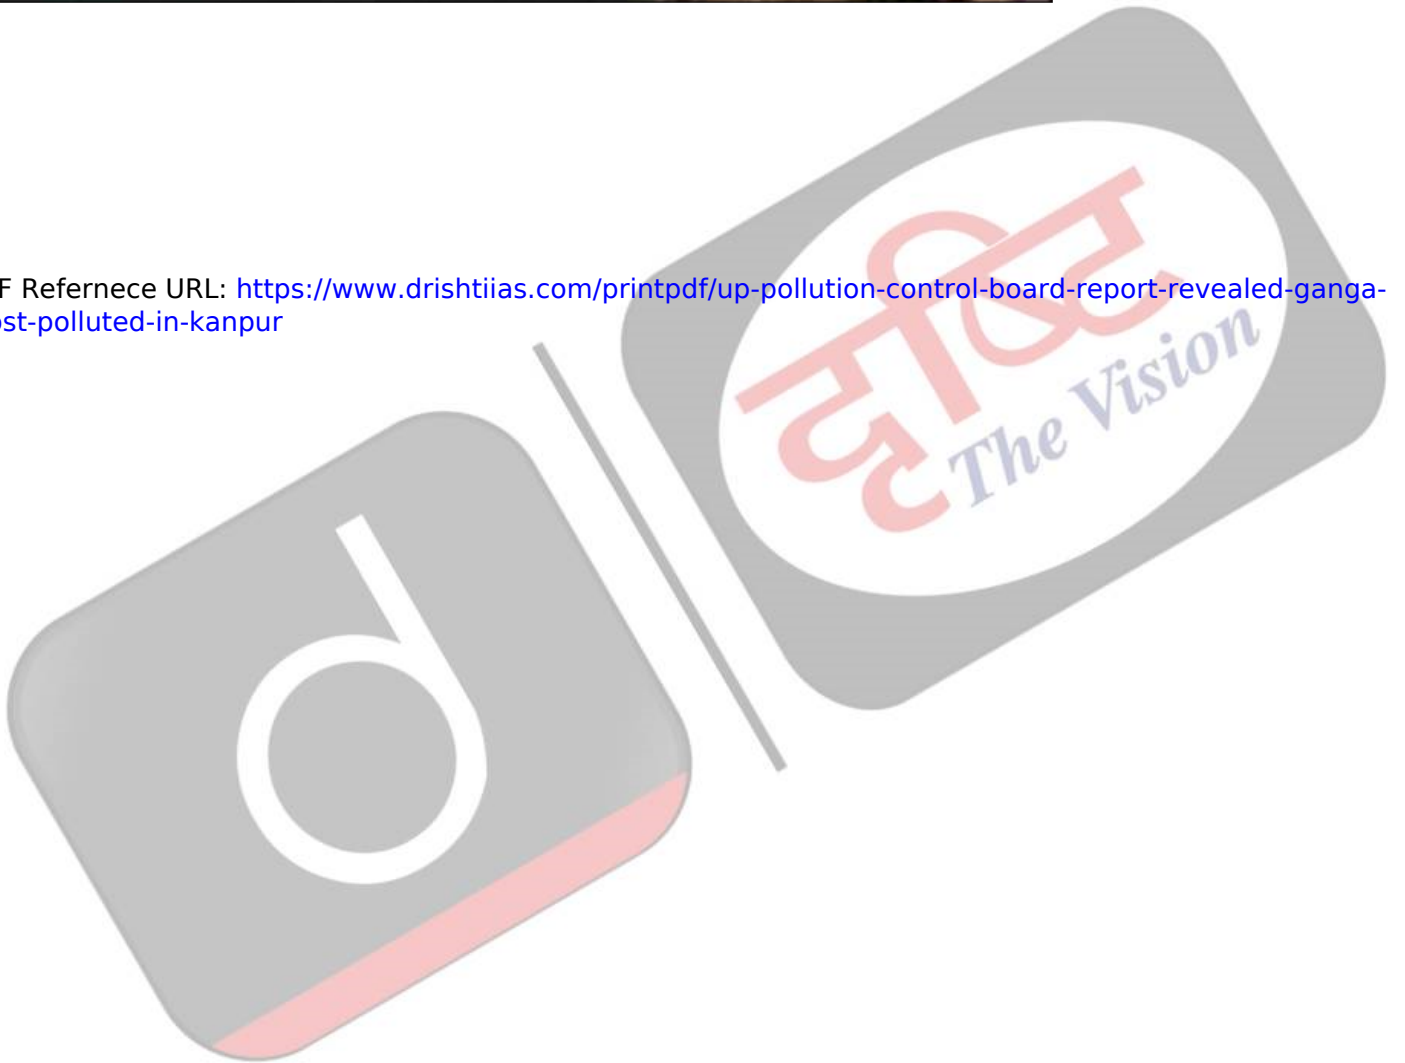 F Refernece URL: https://www.drishtiias.com/printpdf/up-pollution-control-board-report-revealed-ganga-
ost-polluted-in-kanpur
दृष्टि
The Vision
d